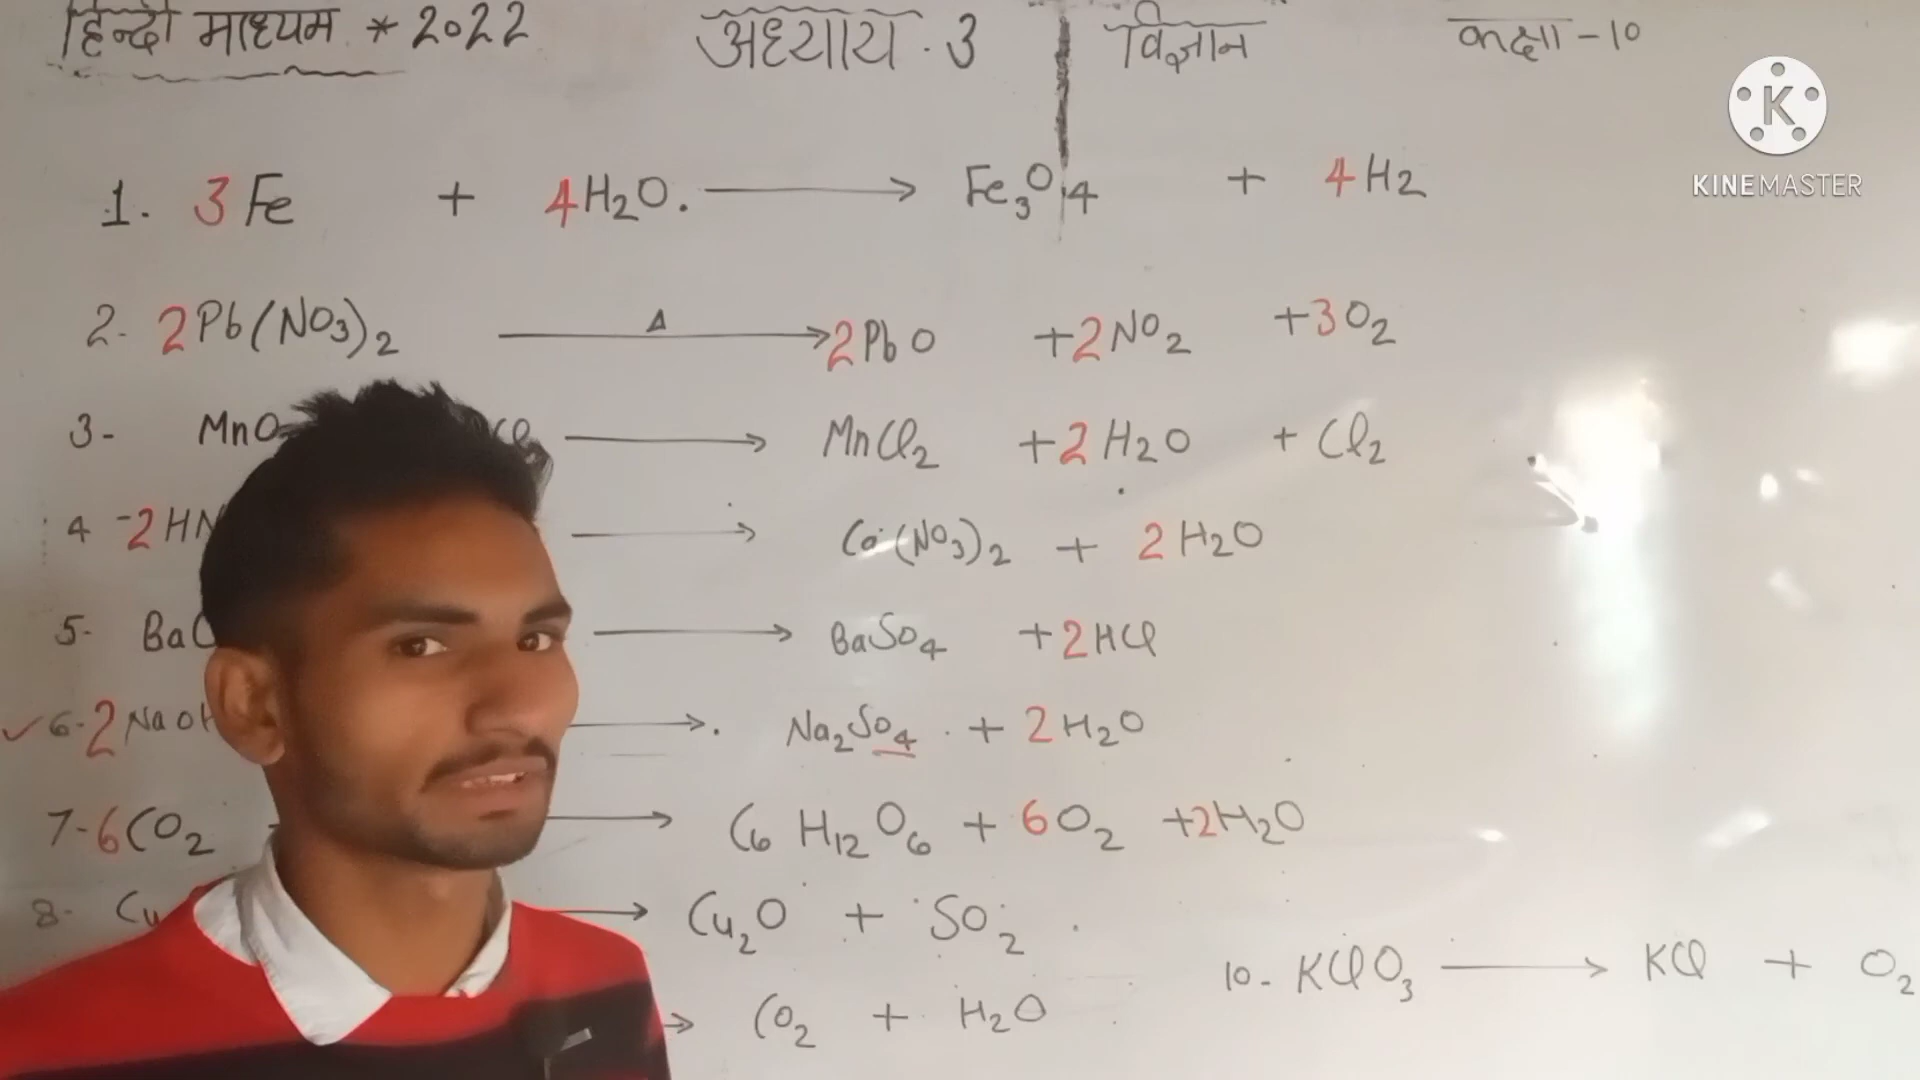 हिन्दी माध्यम * 2022 अध्याय . 3 विज्ञान कक्षा - 10
KINEMASTER
1. 3Fe + 4H2O. → Fe3O4 + 4H2
2- 2Pb(NO3)2 Δ→ 2PbO +2NO2 +3O2
3- MnO → MnCl2 +2H2O + Cl2
4 -2HN → Ca(NO3)2 + 2H2O
5- Ba → BaSO4 +2HCl
✓6-2NaOH → Na2SO4 + 2H2O
7-6CO2 → C6H12O6 + 6O2 +2H2O
8- Cu → Cu2O + SO2
10- KClO3 → KCl + O2
→ CO2 + H2O